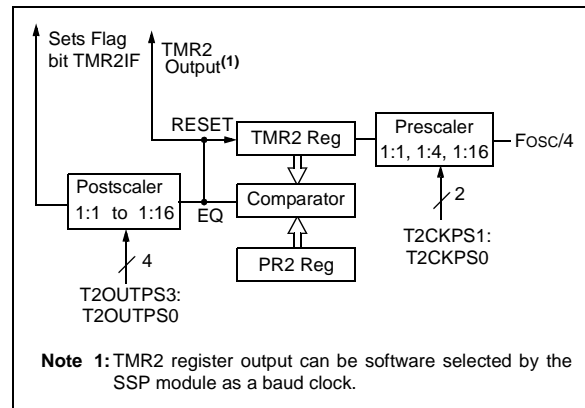 Sets Flag
bit TMR2IF
TMR2
Output(1)
RESET
TMR2 Reg
Prescaler
1:1, 1:4, 1:16
FOSC/4
Postscaler
1:1 to 1:16
EQ
Comparator
2
T2CKPS1:
T2CKPS0
4
PR2 Reg
T2OUTPS3:
T2OUTPS0
Note 1: TMR2 register output can be software selected by the
SSP module as a baud clock.